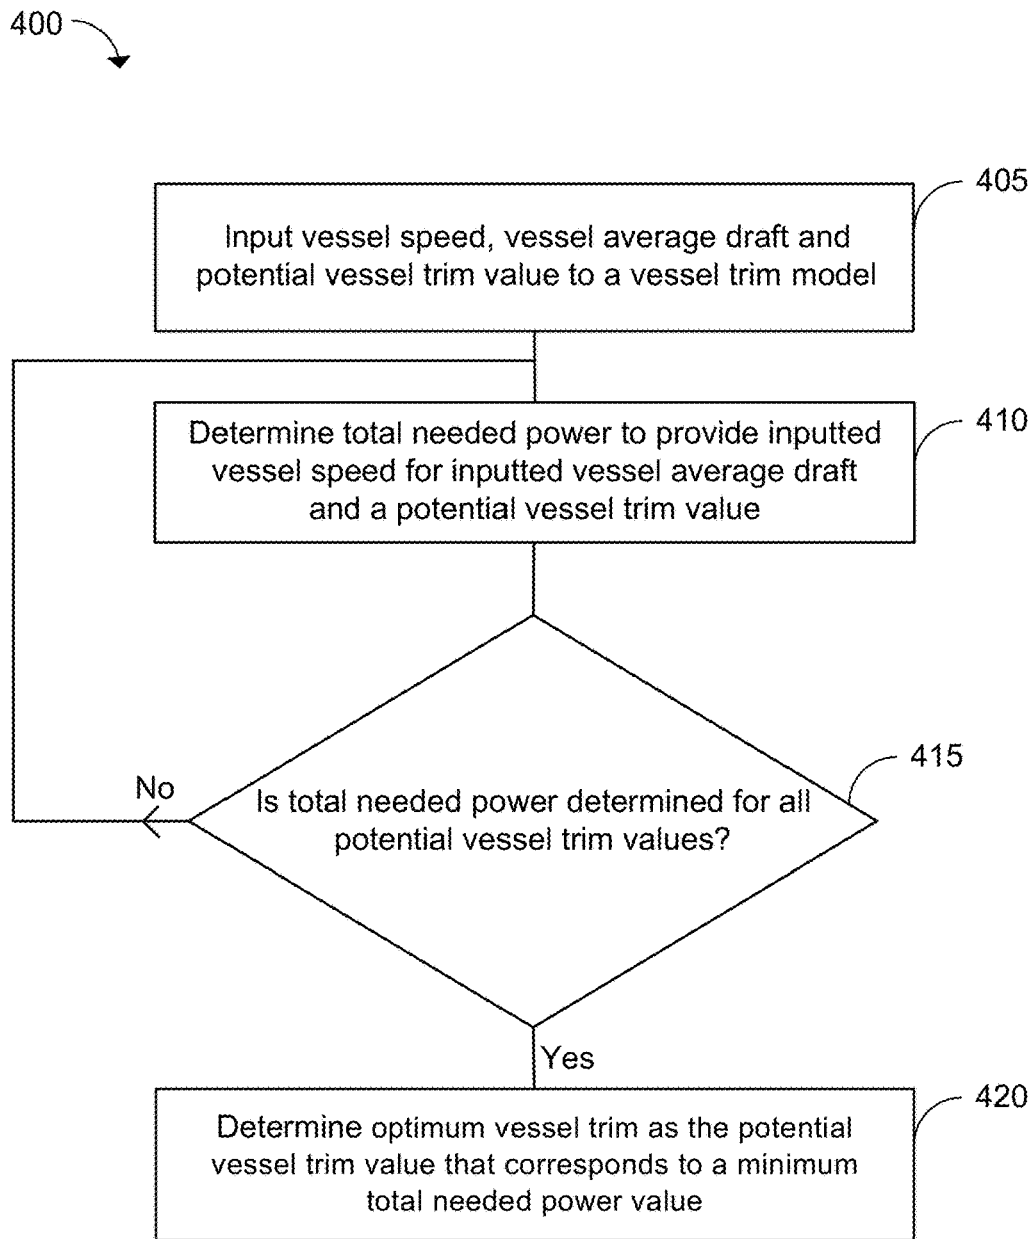 400
405
Input vessel speed, vessel average draft and
potential vessel trim value to a vessel trim model
410
Determine total needed power to provide inputted
vessel speed for inputted vessel average draft
and a potential vessel trim value
415
No
Is total needed power determined for all
potential vessel trim values?
Yes
420
Determine optimum vessel trim as the potential
vessel trim value that corresponds to a minimum
total needed power value